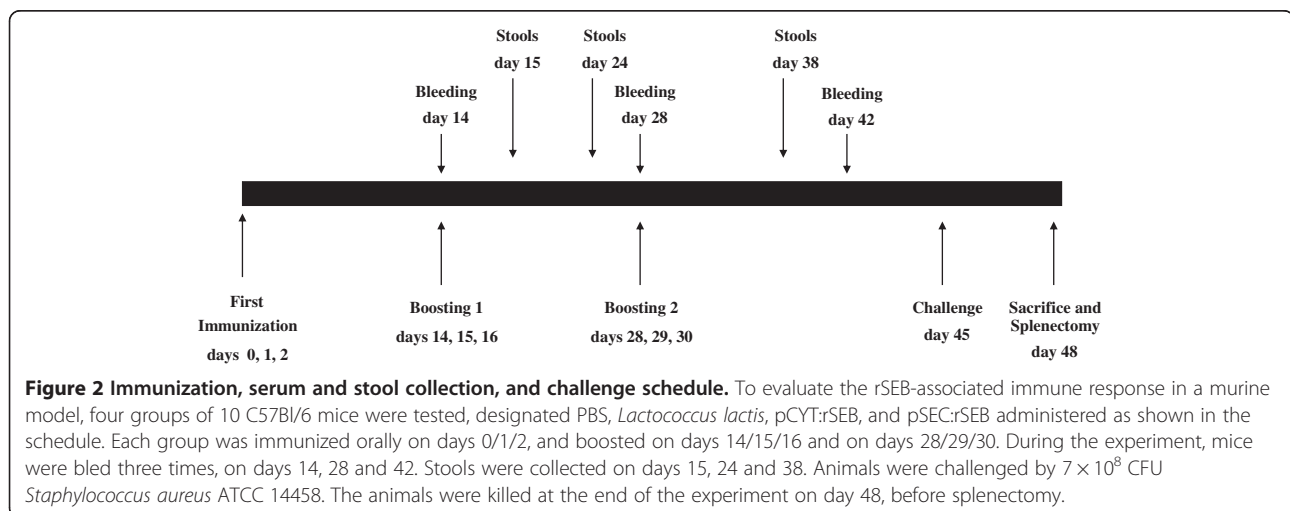 Stools Stools Stools
day 15 day 24 day 38
Bleeding Bleeding Bleeding
day 14 day 28 day 42
First
Immunization
days 0, 1, 2
Boosting 1
days 14, 15, 16
Boosting 2
days 28, 29, 30
Challenge
day 45
Sacrifice and
Splenectomy
day 48
Figure 2 Immunization, serum and stool collection, and challenge schedule. To evaluate the rSEB-associated immune response in a murine
model, four groups of 10 C57Bl/6 mice were tested, designated PBS, Lactococcus lactis, pCYT:rSEB, and pSEC:rSEB administered as shown in the
schedule. Each group was immunized orally on days 0/1/2, and boosted on days 14/15/16 and on days 28/29/30. During the experiment, mice
were bled three times, on days 14, 28 and 42. Stools were collected on days 15, 24 and 38. Animals were challenged by 7 × 10⁸ CFU
Staphylococcus aureus ATCC 14458. The animals were killed at the end of the experiment on day 48, before splenectomy.